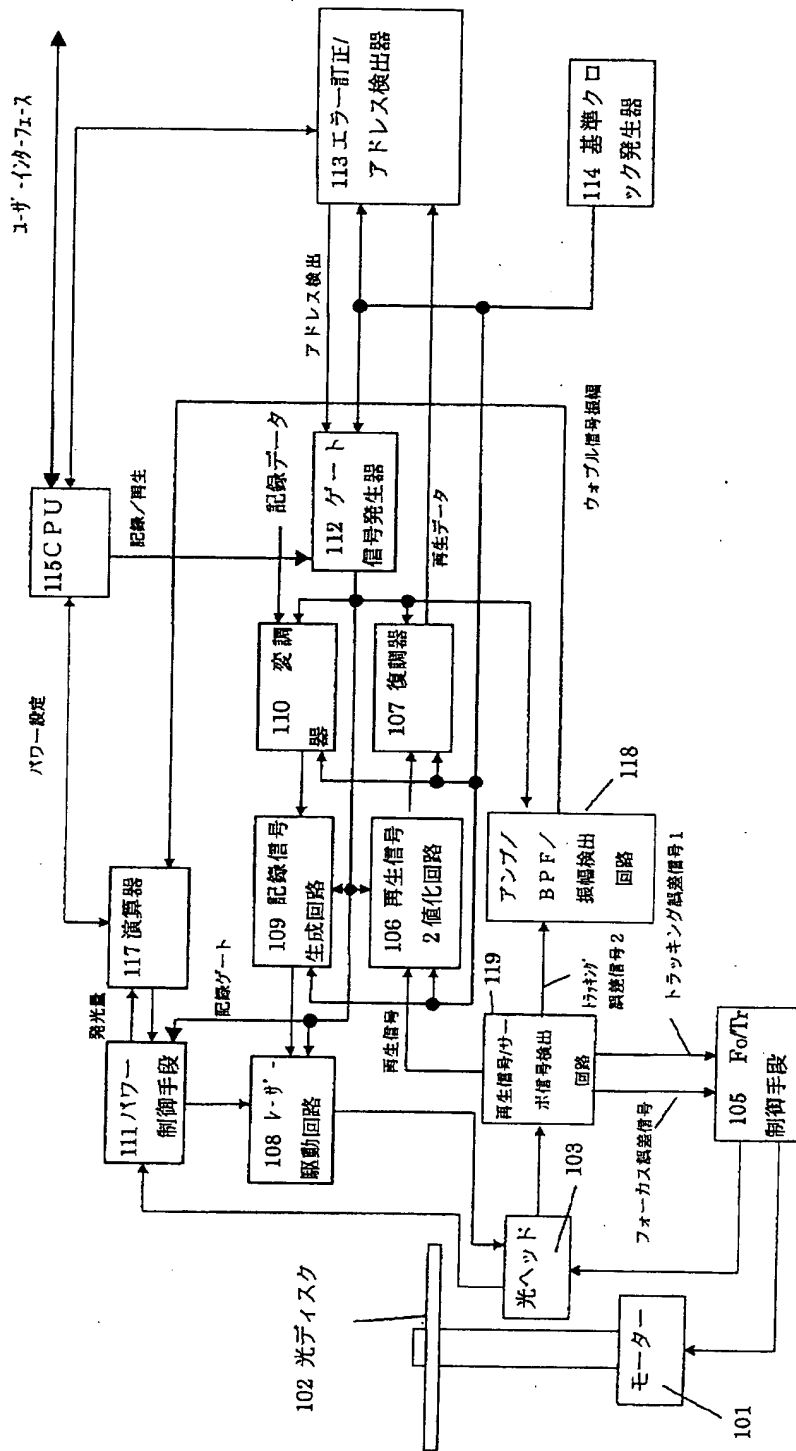 ユーザ-インターフェース
115CPU
パワー設定
記録/再生
117演算器
発光量
111パワー
制御手段
記録ゲート
108 レ-ザ-
駆動回路
109 記録信号
生成回路
110 変調
器
記録データ
112 ゲート
信号発生器
アドレス検出
113エラー訂正/
アドレス検出器
114 基準クロ
ック発生器
再生信号
106 再生信号
2値化回路
107 復調器
再生データ
ウォブル信号振幅
119
再生信号/サー
ボ信号検出
回路
トラッキング
誤差信号2
118
アンプ/
BPF/
振幅検出
回路
トラッキング誤差信号1
フォーカス誤差信号
105 Fo/Tr
制御手段
光ヘッド
103
102 光ディスク
モーター
101